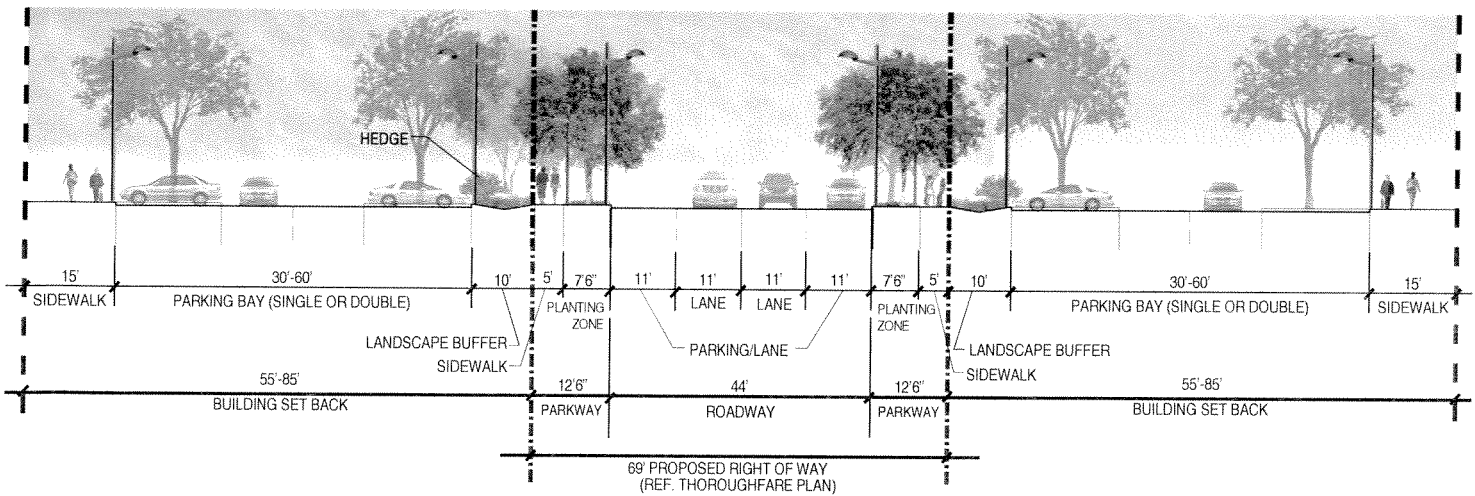 HEDGE
15' 30'-60' 10' 5' 7'6" 11' 11' 11' 11' 7'6" 5' 10' 30'-60' 15'
SIDEWALK PARKING BAY (SINGLE OR DOUBLE) LANE LANE PARKING BAY (SINGLE OR DOUBLE) SIDEWALK
PLANTING ZONE
PLANTING ZONE
LANDSCAPE BUFFER PARKING/LANE LANDSCAPE BUFFER
SIDEWALK SIDEWALK
55'-85' 12'6" 44' 12'6" 55'-85'
BUILDING SET BACK PARKWAY ROADWAY PARKWAY BUILDING SET BACK
69' PROPOSED RIGHT OF WAY
(REF. THOROUGHFARE PLAN)